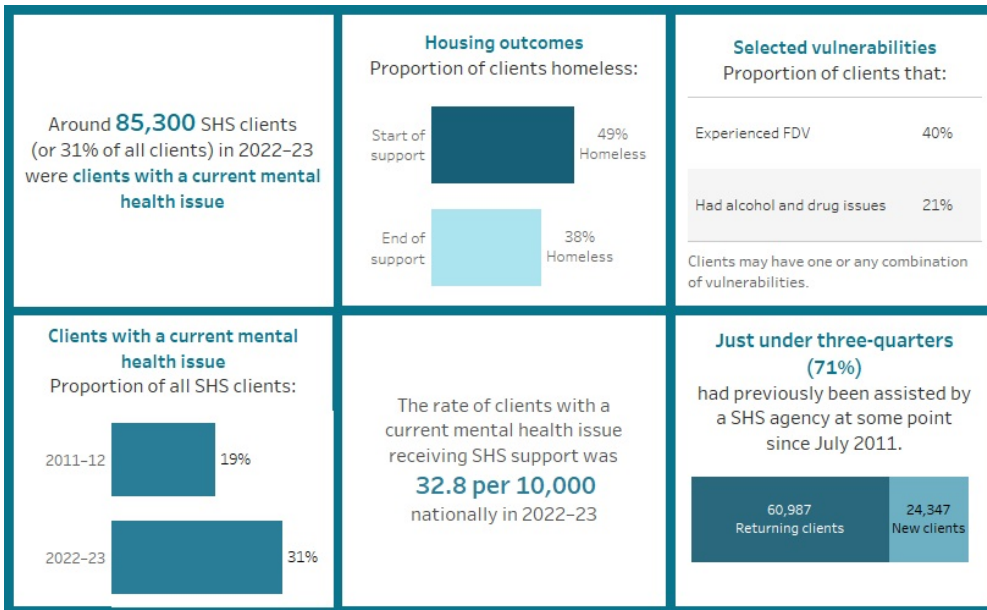 Around 85,300 SHS clients
(or 31% of all clients) in 2022–23
were clients with a current mental
health issue
Housing outcomes
Proportion of clients homeless:
Start of
support
49%
Homeless
End of
support
38%
Homeless
Selected vulnerabilities
Proportion of clients that:
Experienced FDV 40%
Had alcohol and drug issues 21%
Clients may have one or any combination
of vulnerabilities.
Clients with a current mental
health issue
Proportion of all SHS clients:
2011–12 19%
2022–23 31%
The rate of clients with a
current mental health issue
receiving SHS support was
32.8 per 10,000
nationally in 2022–23
Just under three-quarters
(71%)
had previously been assisted by
a SHS agency at some point
since July 2011.
60,987
Returning clients
24,347
New clients